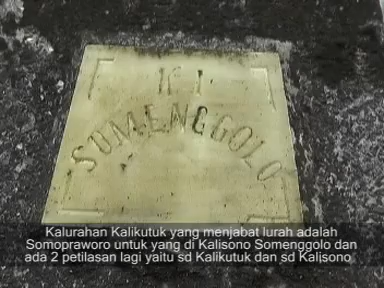 KI
SOMENGGOLO
Kalurahan Kalikutuk yang menjabat lurah adalah
Somopraworo untuk yang di Kalisono Somenggolo dan
ada 2 petilasan lagi yaitu sd Kalikutuk dan sd Kalisono